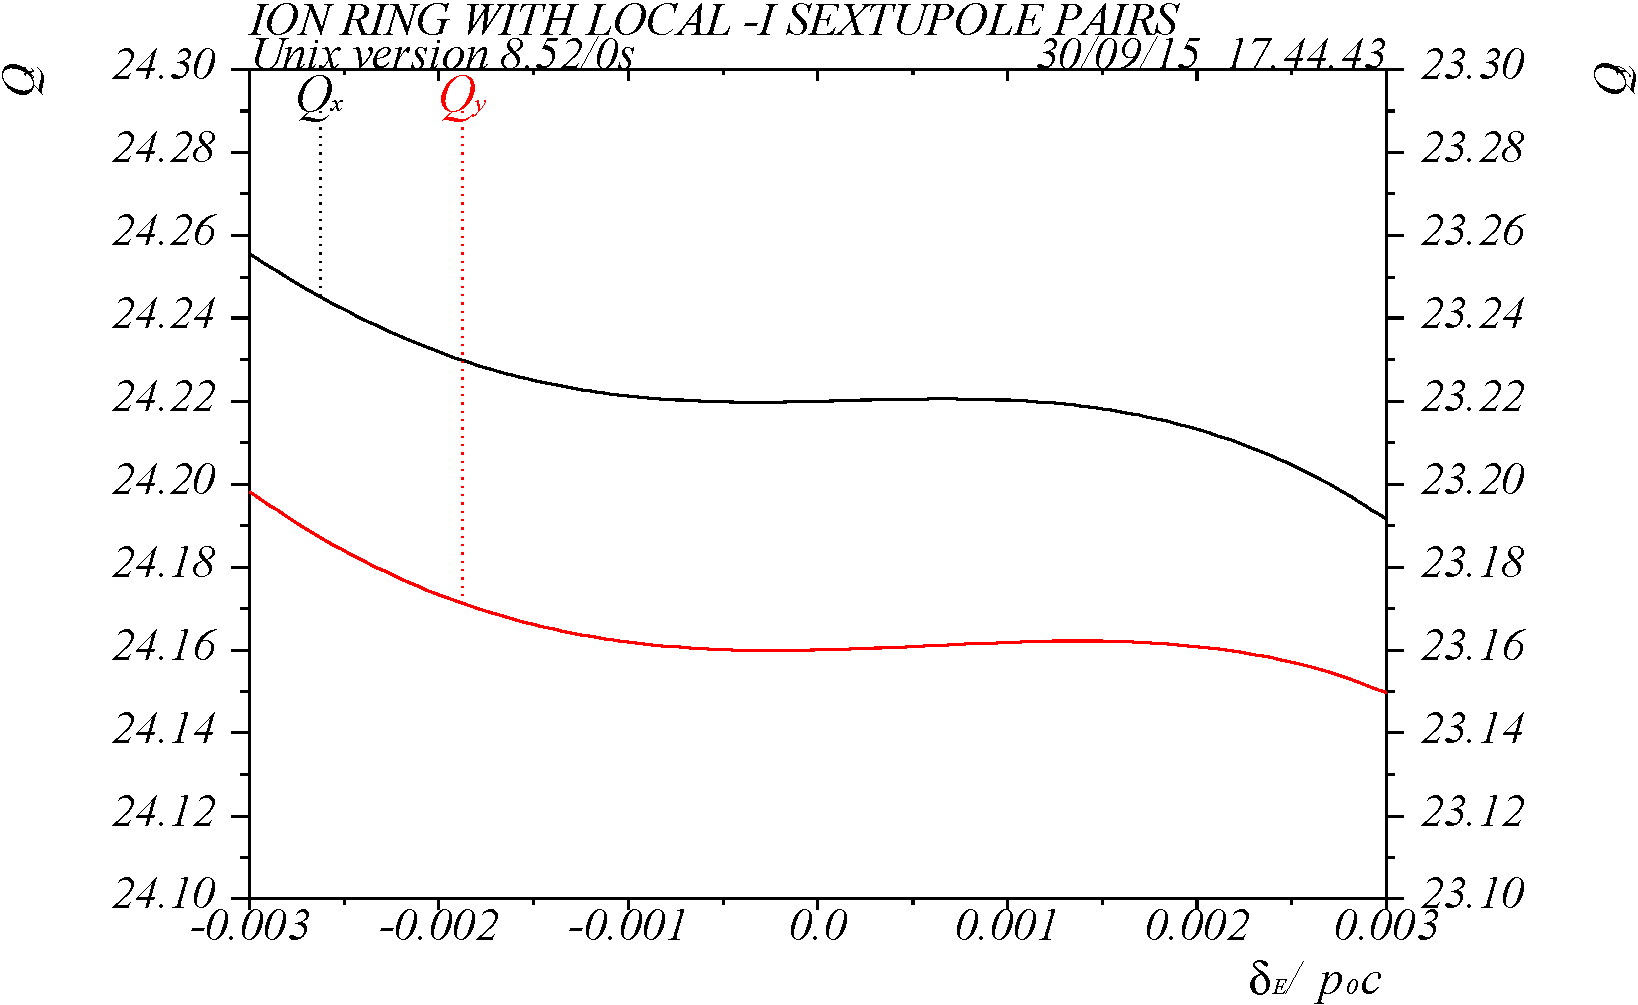 ION RING WITH LOCAL -I SEXTUPOLE PAIRS
Unix version 8.52/0s 30/09/15 17.44.43
Qx Qy
24.30 23.30
24.28 23.28
24.26 23.26
24.24 23.24
24.22 23.22
24.20 23.20
24.18 23.18
24.16 23.16
24.14 23.14
24.12 23.12
24.10 23.10
-0.003 -0.002 -0.001 0.0 0.001 0.002 0.003
δE/ p0c